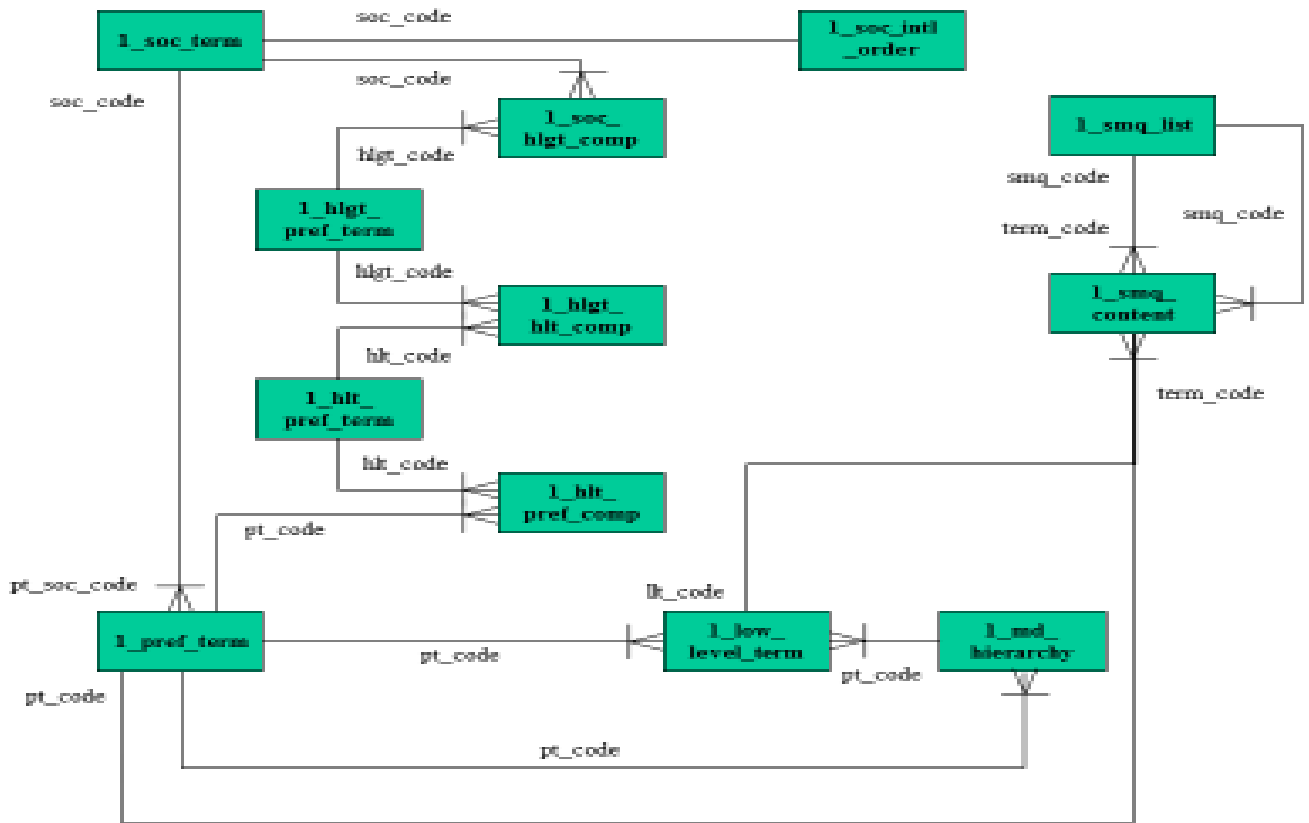 soc_code
1_soc_term
1_soc_intl
_order
soc_code
soc_code
1_soc_
hlgt_comp
1_smq_list
hlgt_code
smq_code
smq_code
1_hlgt_
pref_term
term_code
hlgt_code
1_hlgt_
hlt_comp
1_smq_
content
hlt_code
1_hlt_
pref_term
term_code
hlt_code
1_hlt_
pref_comp
pt_code
pt_soc_code
llt_code
1_pref_term
1_low_
level_term
1_md_
hierarchy
pt_code
pt_code
pt_code
pt_code